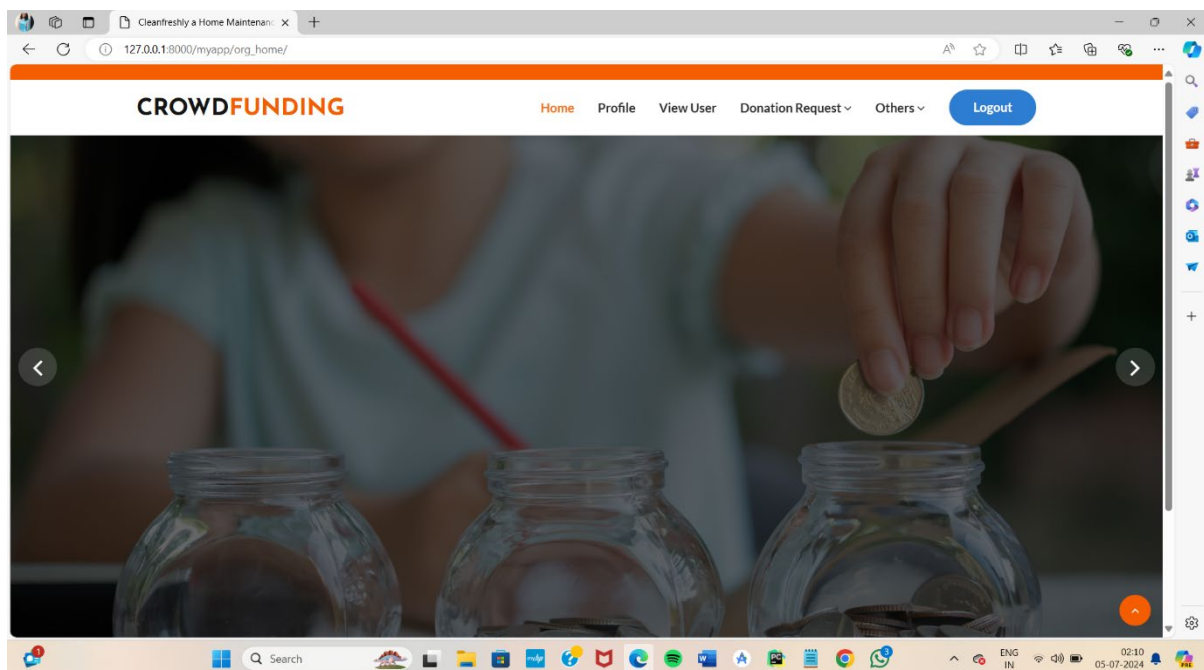 Cleanfreshly a Home Maintenanc
127.0.0.1:8000/myapp/org_home/
CROWDFUNDING
Home Profile View User Donation Request Others Logout
Search
ENG
IN
02:10
05-07-2024